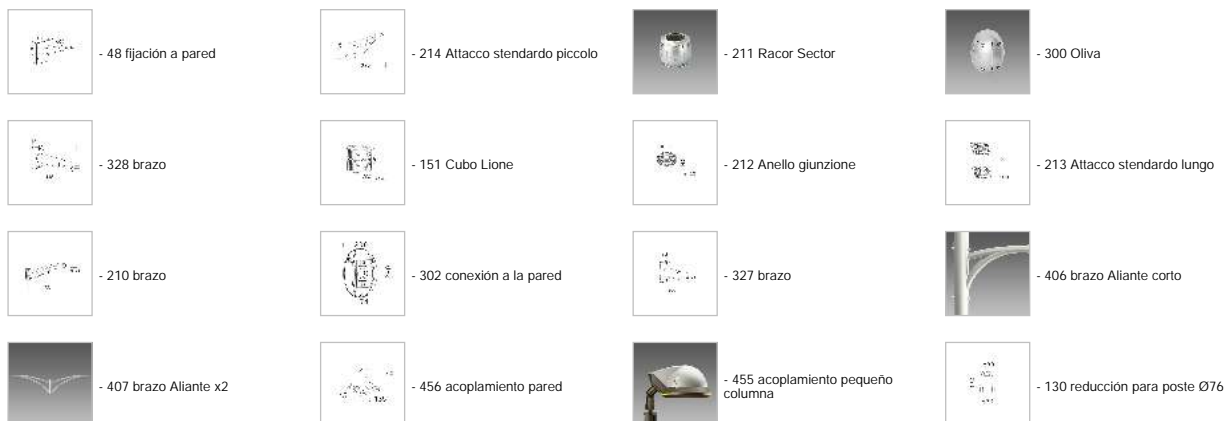 - 48 fijación a pared
- 214 Attacco stendardo piccolo
- 211 Racor Sector
- 300 Oliva
- 328 brazo
- 151 Cubo Lione
- 212 Anello giunzione
- 213 Attacco stendardo lungo
- 210 brazo
- 302 conexión a la pared
- 327 brazo
- 406 brazo Aliante corto
- 407 brazo Aliante x2
- 456 acoplamiento pared
- 455 acoplamiento pequeño
columna
- 130 reducción para poste Ø76